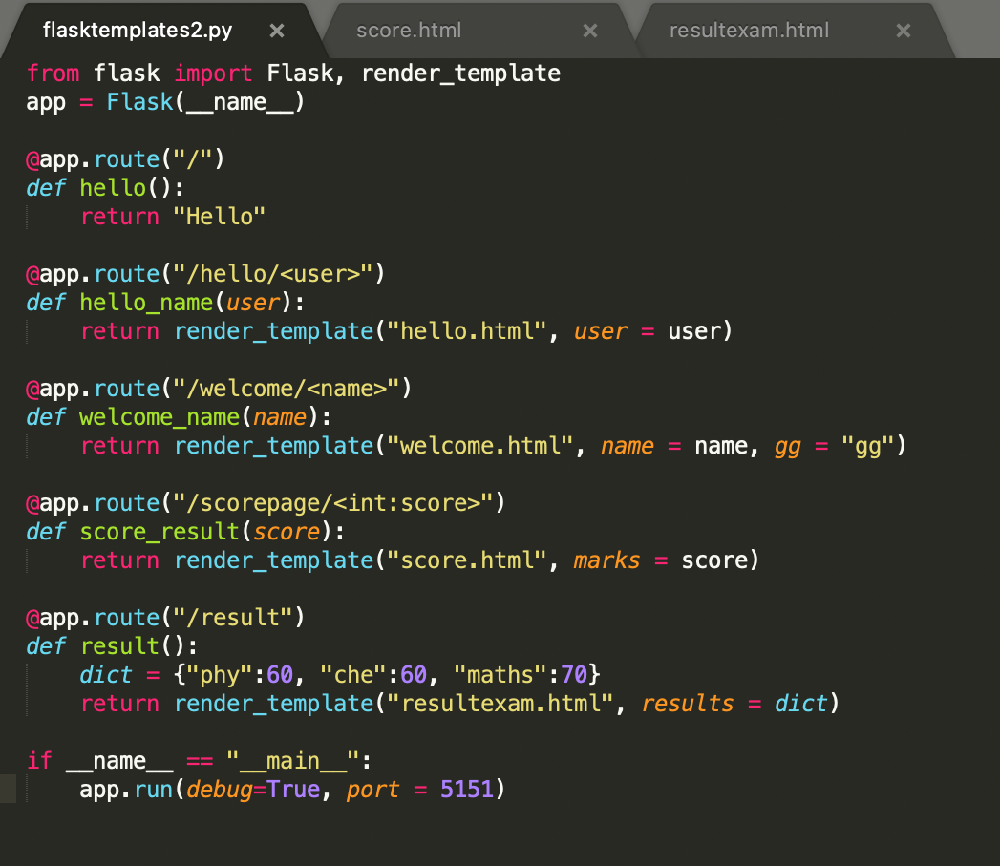 flasktemplates2.py × score.html × resultexam.html ×
from flask import Flask, render_template
app = Flask(__name__)

@app.route("/")
def hello():
    return "Hello"

@app.route("/hello/<user>")
def hello_name(user):
    return render_template("hello.html", user = user)

@app.route("/welcome/<name>")
def welcome_name(name):
    return render_template("welcome.html", name = name, gg = "gg")

@app.route("/scorepage/<int:score>")
def score_result(score):
    return render_template("score.html", marks = score)

@app.route("/result")
def result():
    dict = {"phy":60, "che":60, "maths":70}
    return render_template("resultexam.html", results = dict)

if __name__ == "__main__":
    app.run(debug=True, port = 5151)